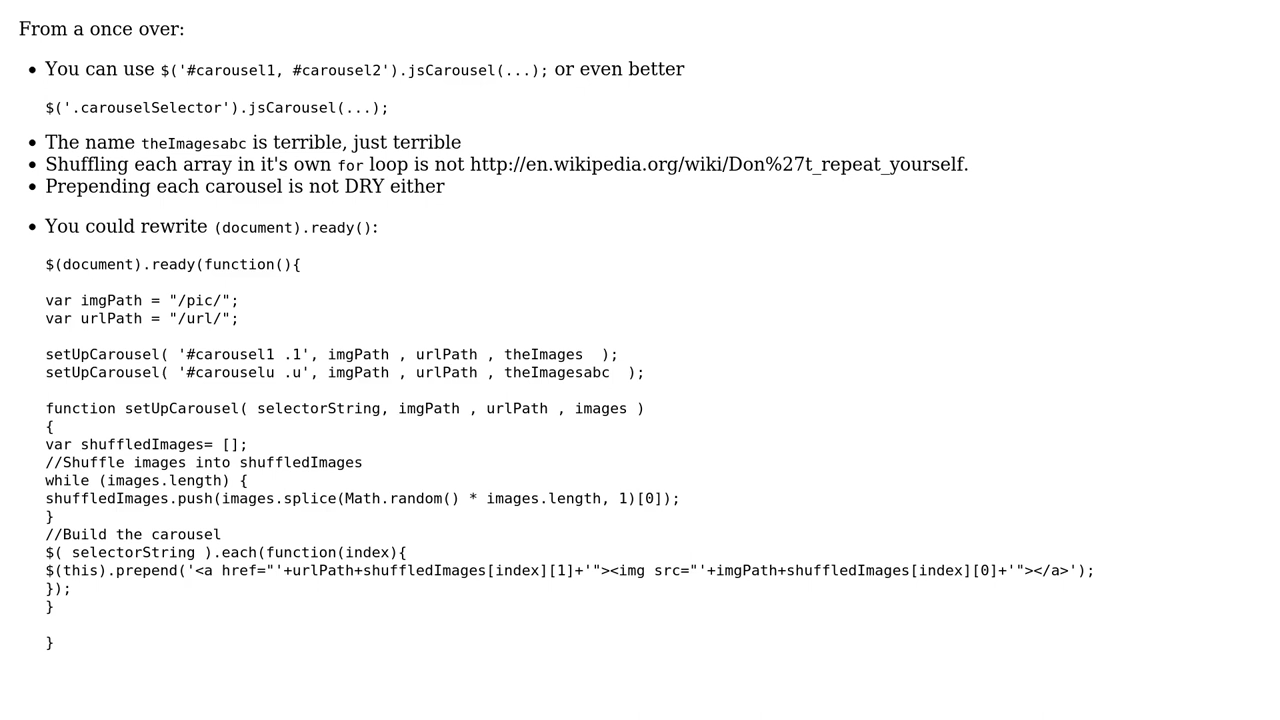 From a once over:
• You can use $('#carousel1, #carousel2').jsCarousel(...); or even better
$('.carouselSelector').jsCarousel(...);
• The name theImagesabc is terrible, just terrible
• Shuffling each array in it's own for loop is not http://en.wikipedia.org/wiki/Don%27t_repeat_yourself.
• Prepending each carousel is not DRY either
• You could rewrite (document).ready():
$(document).ready(function(){
var imgPath = "/pic/";
var urlPath = "/url/";
setUpCarousel( '#carousel1 .1', imgPath , urlPath , theImages  );
setUpCarousel( '#carouselu .u', imgPath , urlPath , theImagesabc  );
function setUpCarousel( selectorString, imgPath , urlPath , images )
{
var shuffledImages= [];
//Shuffle images into shuffledImages
while (images.length) {
shuffledImages.push(images.splice(Math.random() * images.length, 1)[0]);
}
//Build the carousel
$( selectorString ).each(function(index){
$(this).prepend('<a href="'+urlPath+shuffledImages[index][1]+'"><img src="'+imgPath+shuffledImages[index][0]+'"></a>');
});
}
}